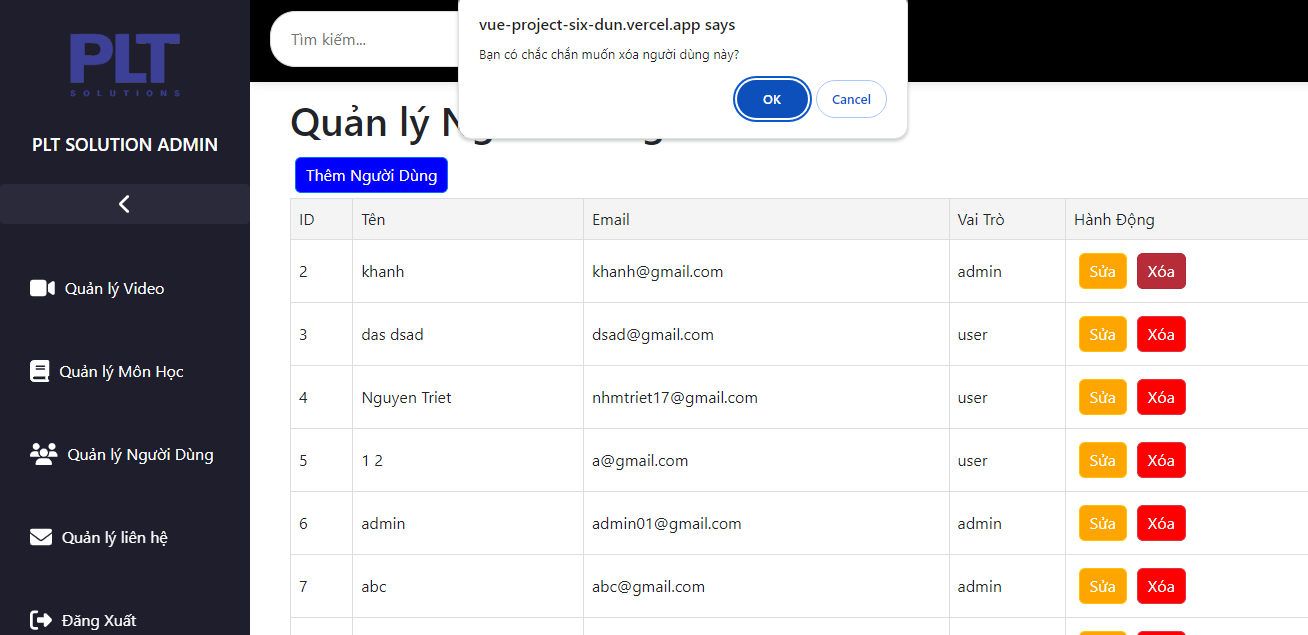 PLT
SOLUTIONS
PLT SOLUTION ADMIN
Quản lý Video
Quản lý Môn Học
Quản lý Người Dùng
Quản lý liên hệ
Đăng Xuất
Tìm kiếm...
vue-project-six-dun.vercel.app says
Bạn có chắc chắn muốn xóa người dùng này?
OK Cancel
Quản lý
Thêm Người Dùng
ID Tên Email Vai Trò Hành Động
2 khanh khanh@gmail.com admin Sửa Xóa
3 das dsad dsad@gmail.com user Sửa Xóa
4 Nguyen Triet nhmtriet17@gmail.com user Sửa Xóa
5 1 2 a@gmail.com user Sửa Xóa
6 admin admin01@gmail.com admin Sửa Xóa
7 abc abc@gmail.com admin Sửa Xóa